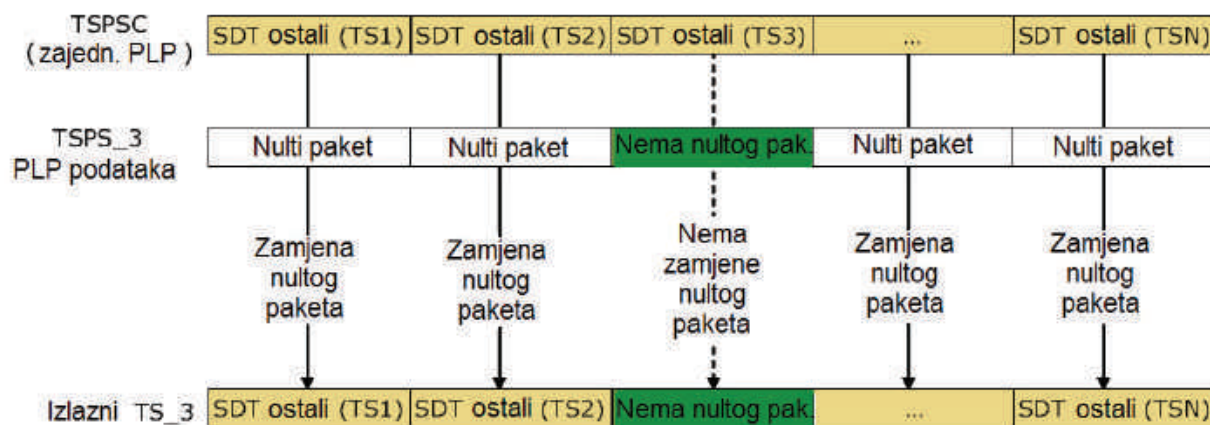 TSPSC
( zajedn. PLP )
SDT ostali (TS1) SDT ostali (TS2) SDT ostali (TS3) ... SDT ostali (TSN)
TSPS_3
PLP podataka
Nulti paket Nulti paket Nema nultog pak. Nulti paket Nulti paket
Zamjena
nultog
paketa
Zamjena
nultog
paketa
Nema
zamjene
nultog
paketa
Zamjena
nultog
paketa
Zamjena
nultog
paketa
Izlazni TS_3
SDT ostali (TS1) SDT ostali (TS2) Nema nultog pak. ... SDT ostali (TSN)